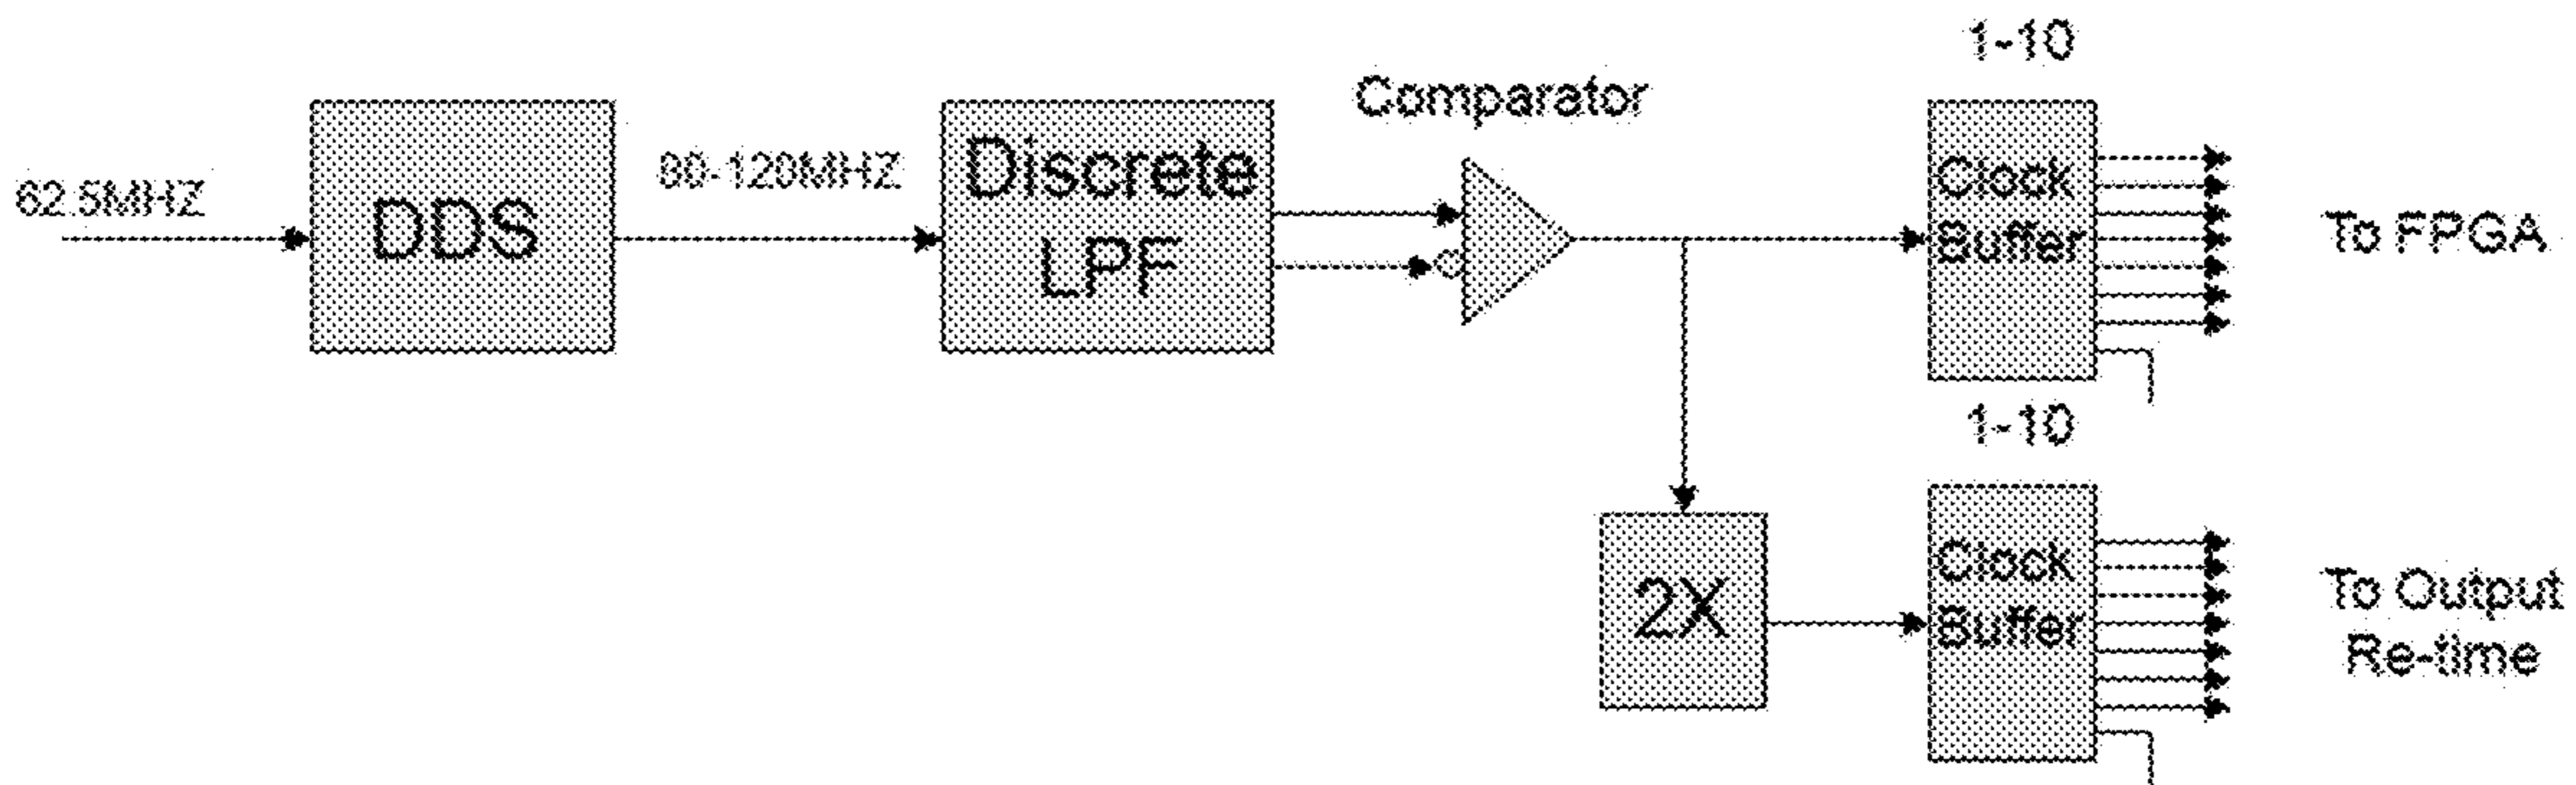 1-10
Comparator
62.5MHZ
DDS
80-120MHZ
Discrete
LPF
Clock
Buffer
To FPGA
1-10
2X
Clock
Buffer
To Output
Re-time